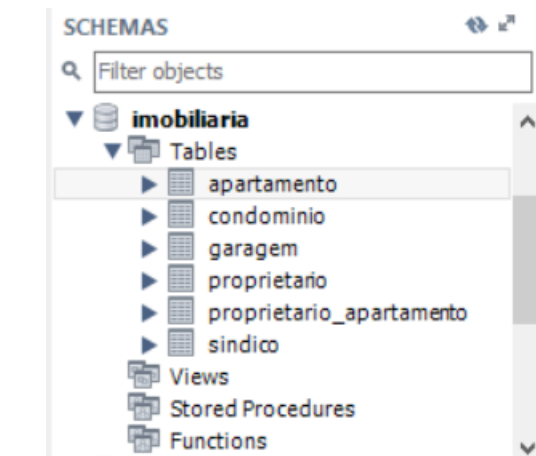 SCHEMAS
Filter objects
imobiliaria
Tables
apartamento
condominio
garagem
proprietario
proprietario_apartamento
sindico
Views
Stored Procedures
Functions